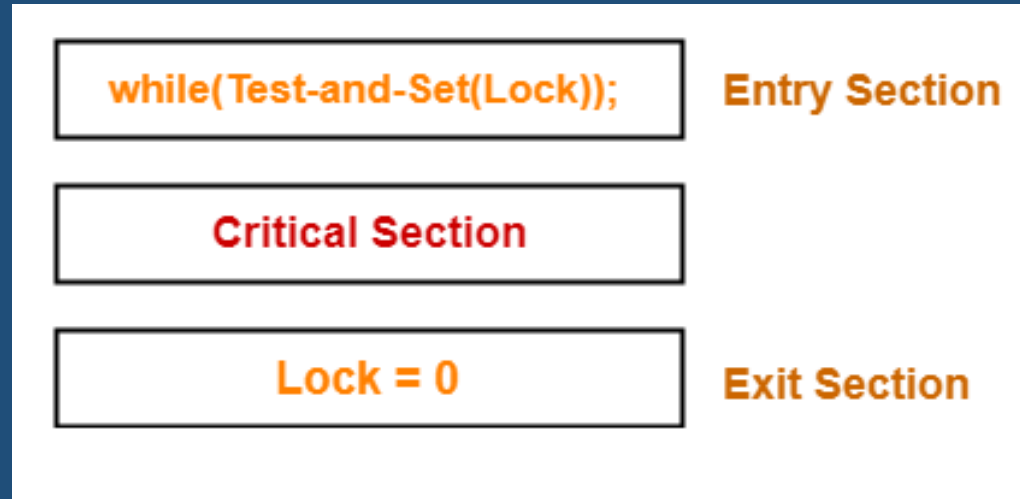 while(Test-and-Set(Lock));
Entry Section
Critical Section
Lock = 0
Exit Section